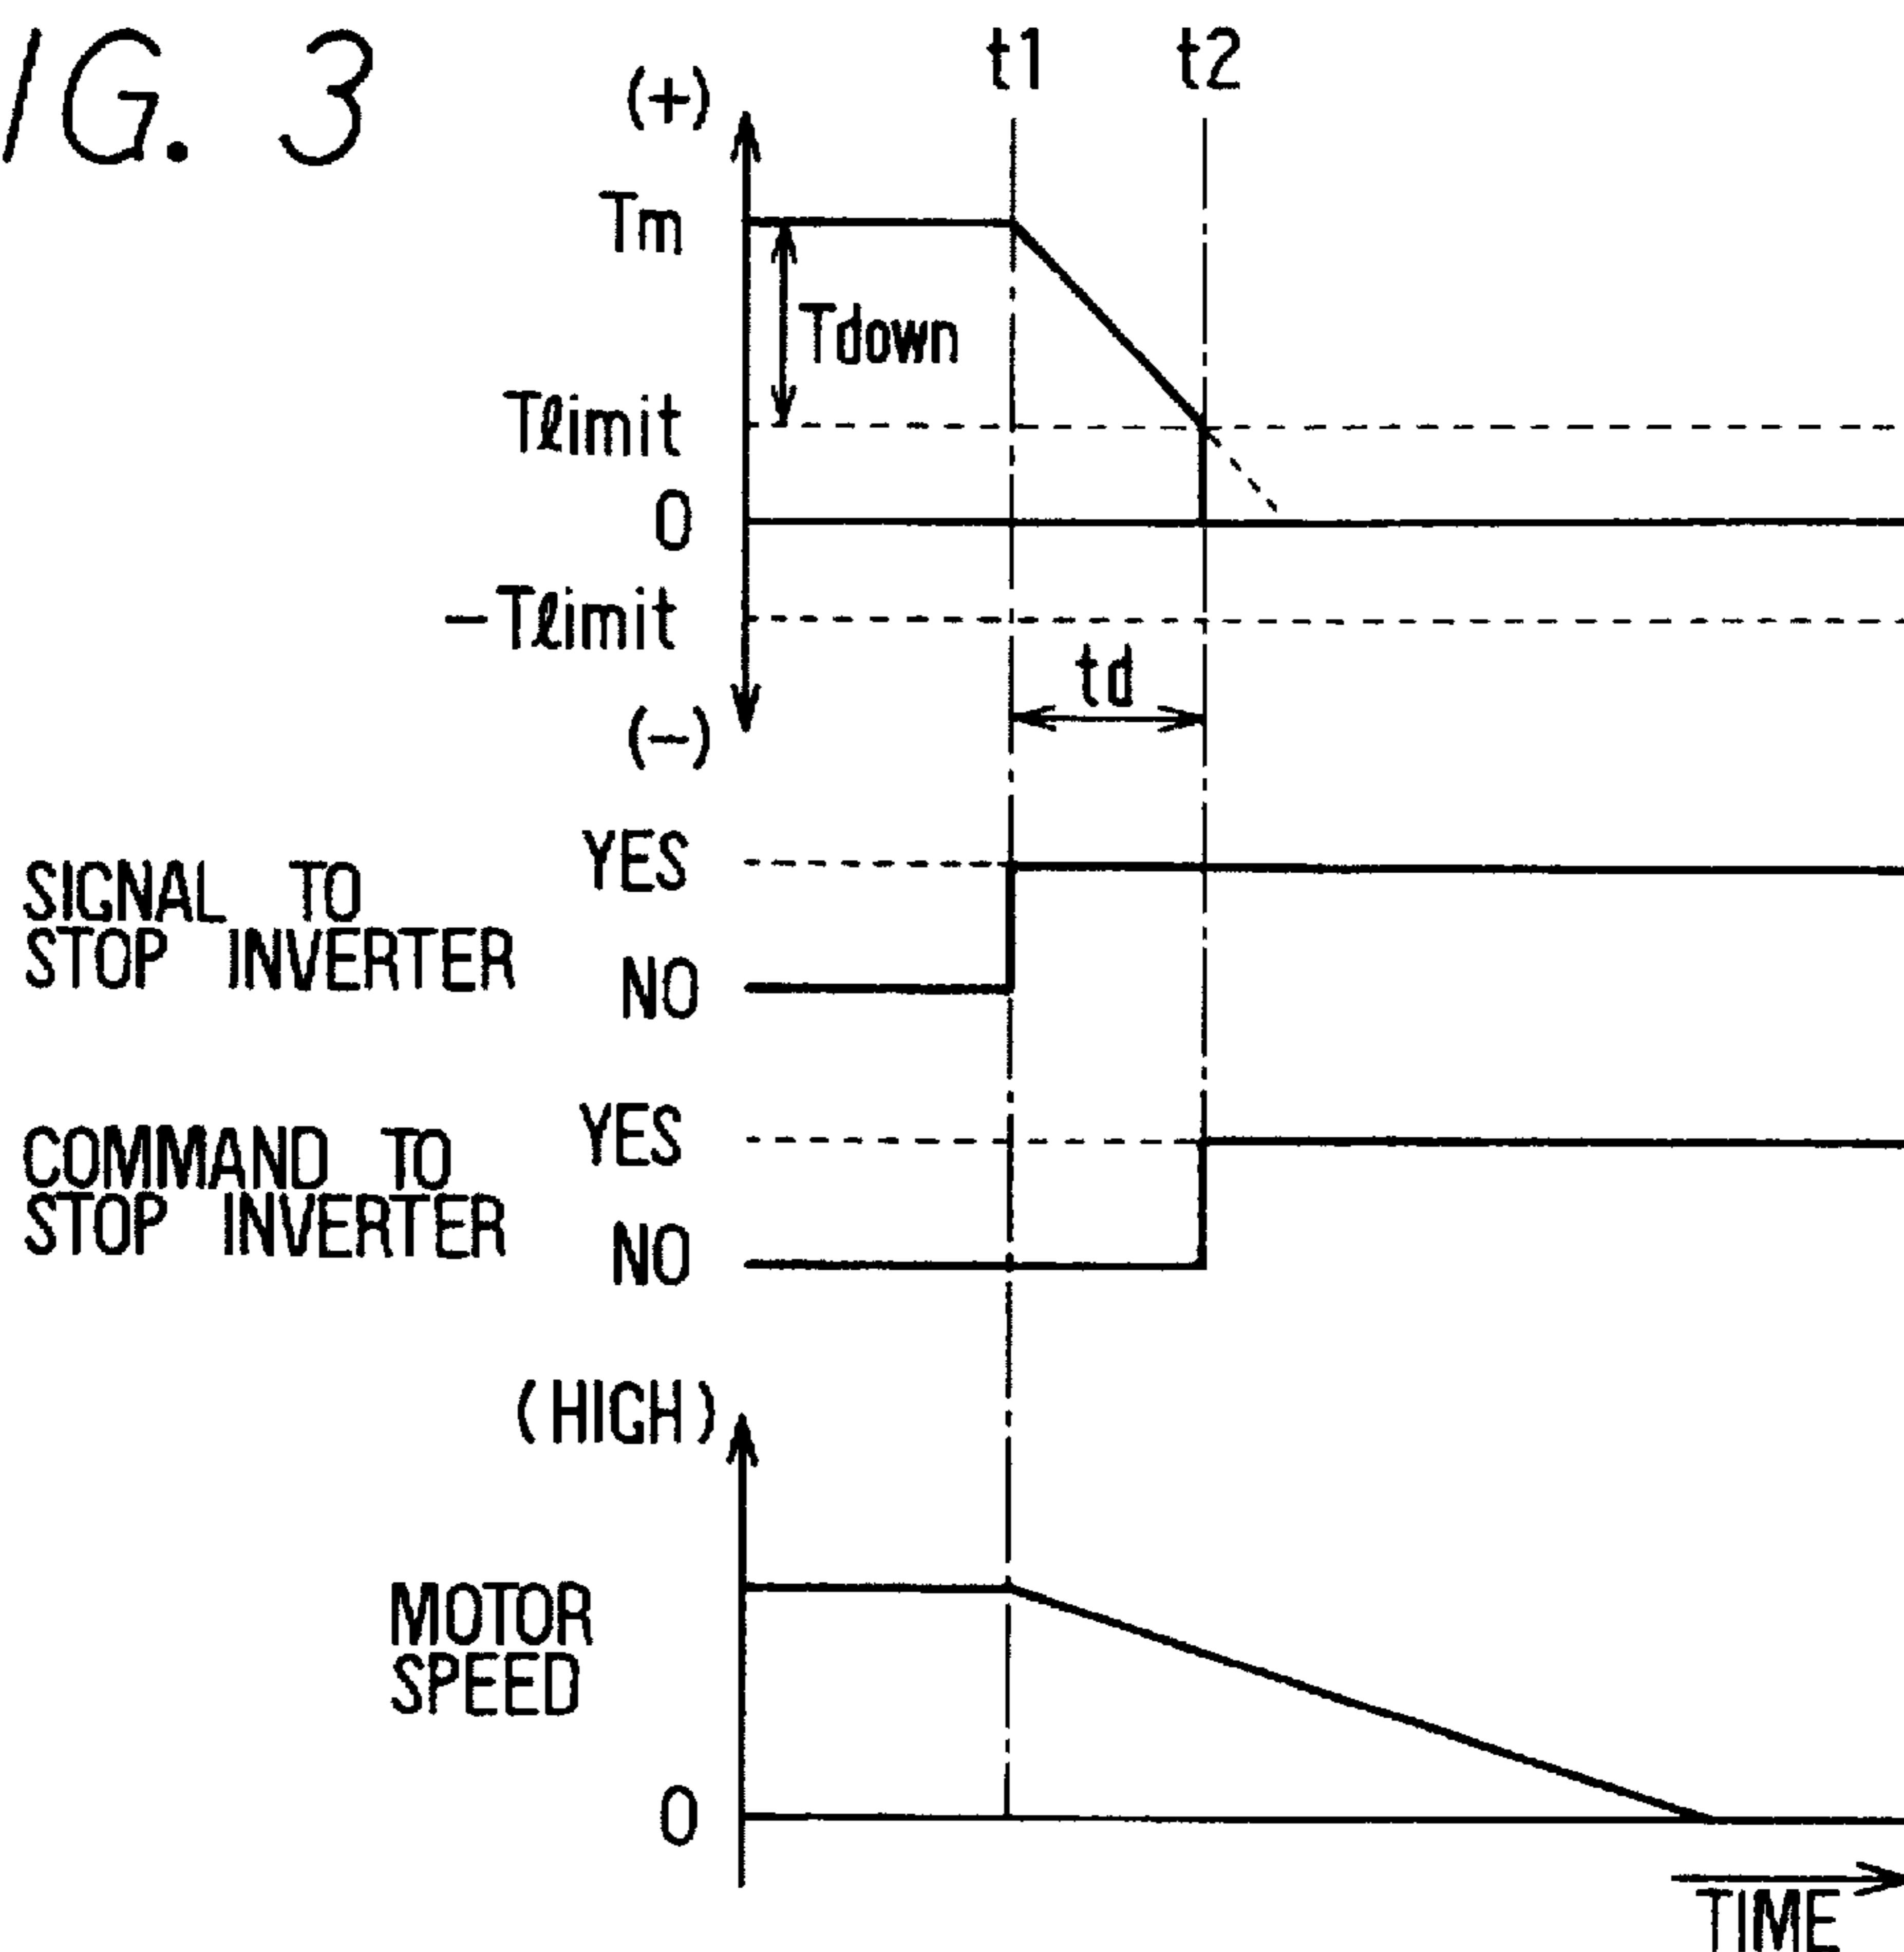 IG. 3
t1 t2
(+)
Tm
Tdown
Tlimit
0
-Tlimit
td
(-)
YES
SIGNAL TO
STOP INVERTER
NO
YES
COMMAND TO
STOP INVERTER
NO
(HIGH)
MOTOR
SPEED
0
TIME